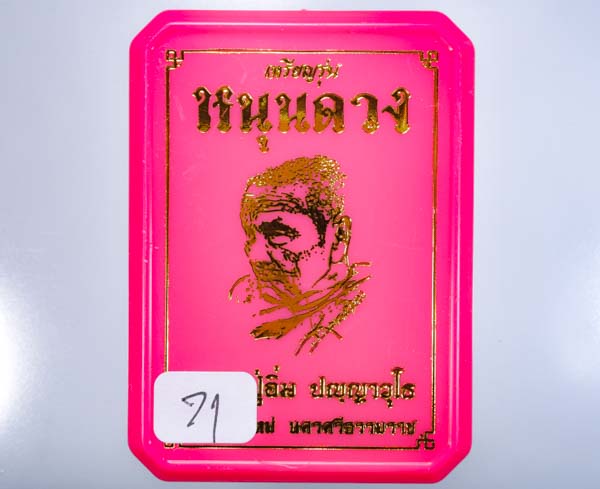 เหรียญรุ่น
หนุนดวง
ปู่อิ่ม ปญฺญาวุโธ
นครศรีธรรมราช
71